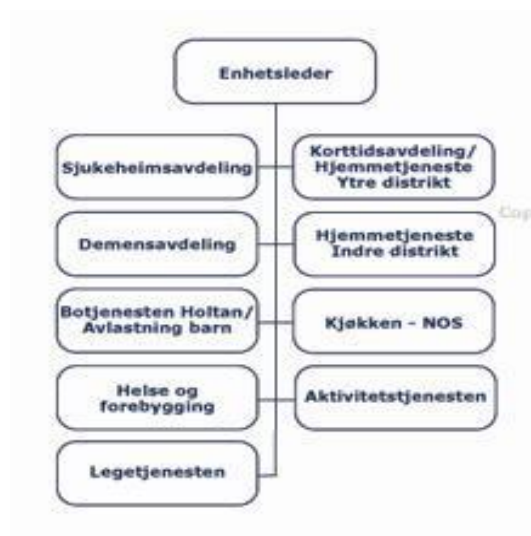 Enhetsleder
Sjukeheimsavdeling
Korttidsavdeling/
Hjemmetjeneste
Ytre distrikt
Demensavdeling
Hjemmetjeneste
Indre distrikt
Botjenesten Holtan/
Avlastning barn
Kjøkken – NOS
Helse og
forebygging
Aktivitetstjenesten
Legetjenesten